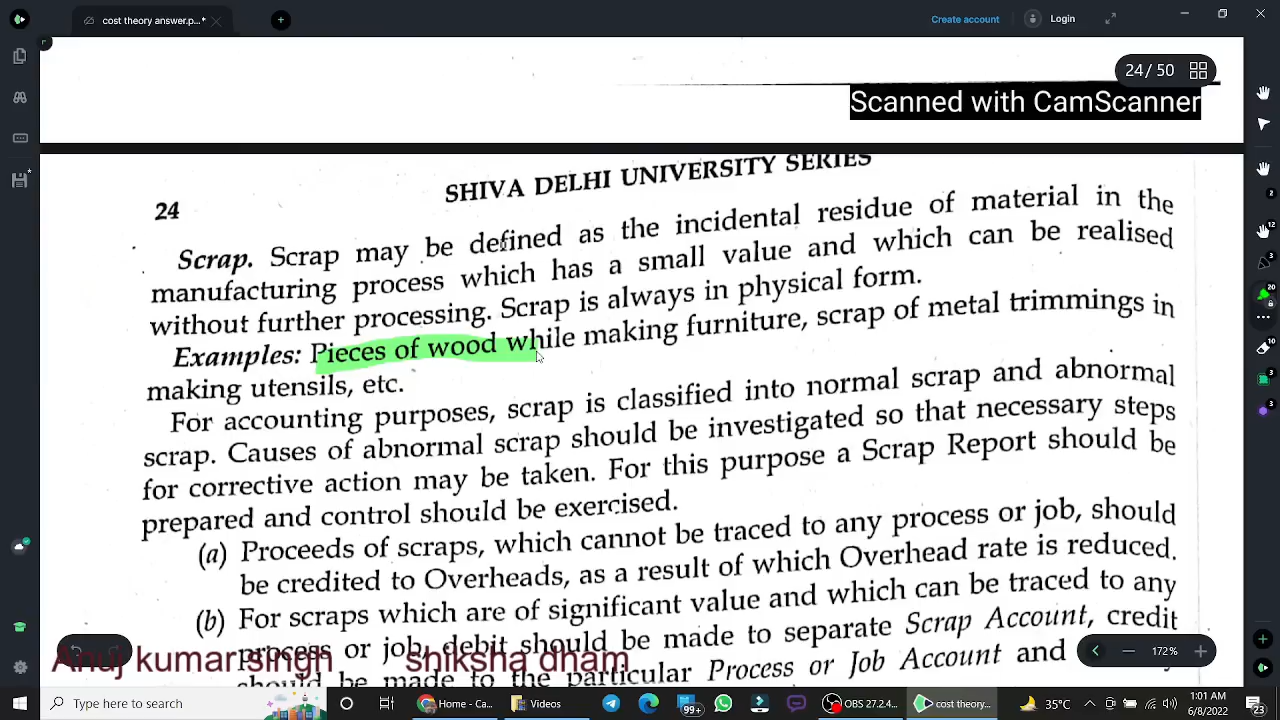 cost theory answer.p...
Create account
Login
24/ 50
Scanned with CamScanner
SHIVA DELHI UNIVERSITY SERIES
24
Scrap. Scrap may be defined as the incidental residue of material in the
manufacturing process which has a small value and which can be realised
without further processing. Scrap is always in physical form.
Examples: Pieces of wood while making furniture, scrap of metal trimmings in
making utensils, etc.
For accounting purposes, scrap is classified into normal scrap and abnormal
scrap. Causes of abnormal scrap should be investigated so that necessary steps
for corrective action may be taken. For this purpose a Scrap Report should be
prepared and control should be exercised.
(a) Proceeds of scraps, which cannot be traced to any process or job, should
be credited to Overheads, as a result of which Overhead rate is reduced.
(b) For scraps which are of significant value and which can be traced to any
process or job, debit should be made to separate Scrap Account, credit
should be made to the particular Process or Job Account and
Anuj kumar singh shiksha dham
172%
2
12
3
20
3
3
Type here to search
Home - Ca...
Videos
99+
OBS 27.2.4...
cost theory...
35°C
1:01 AM
6/8/2022
23